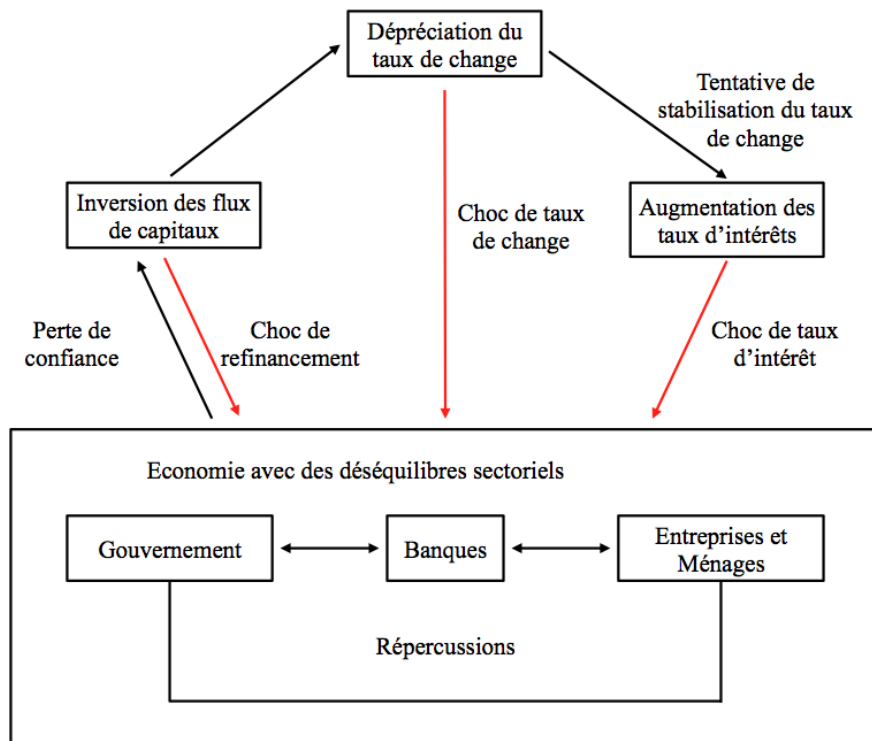 Dépréciation du
taux de change
Tentative de
stabilisation du taux
de change
Inversion des flux
de capitaux
Choc de taux
de change
Augmentation des
taux d’intérêts
Perte de
confiance
Choc de
refinancement
Choc de taux
d’intérêt
Economie avec des déséquilibres sectoriels
Gouvernement
Banques
Entreprises et
Ménages
Répercussions